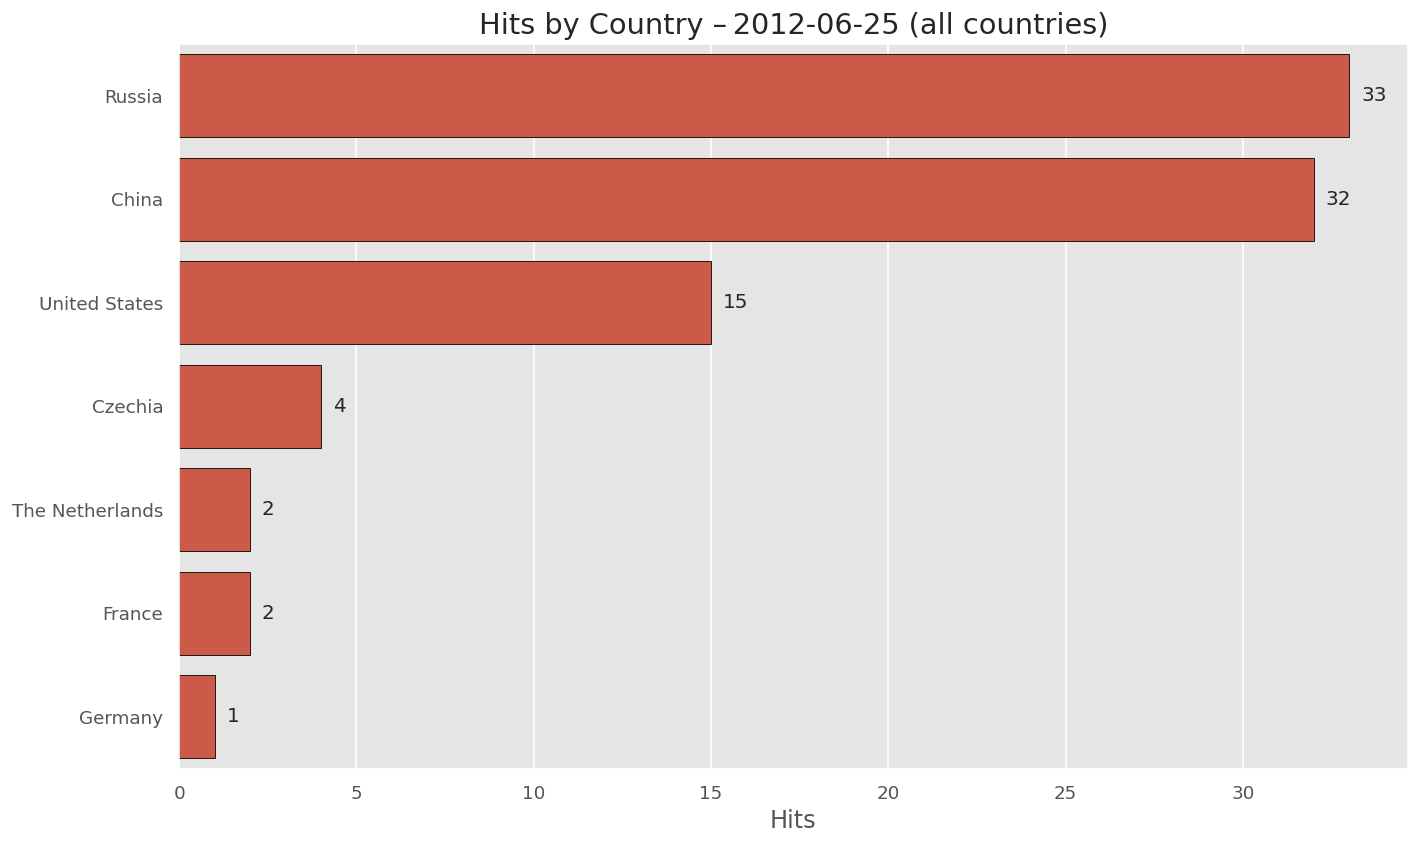 Hits by Country – 2012-06-25 (all countries)
Russia 33
China 32
United States 15
Czechia 4
The Netherlands 2
France 2
Germany 1
0 5 10 15 20 25 30
Hits